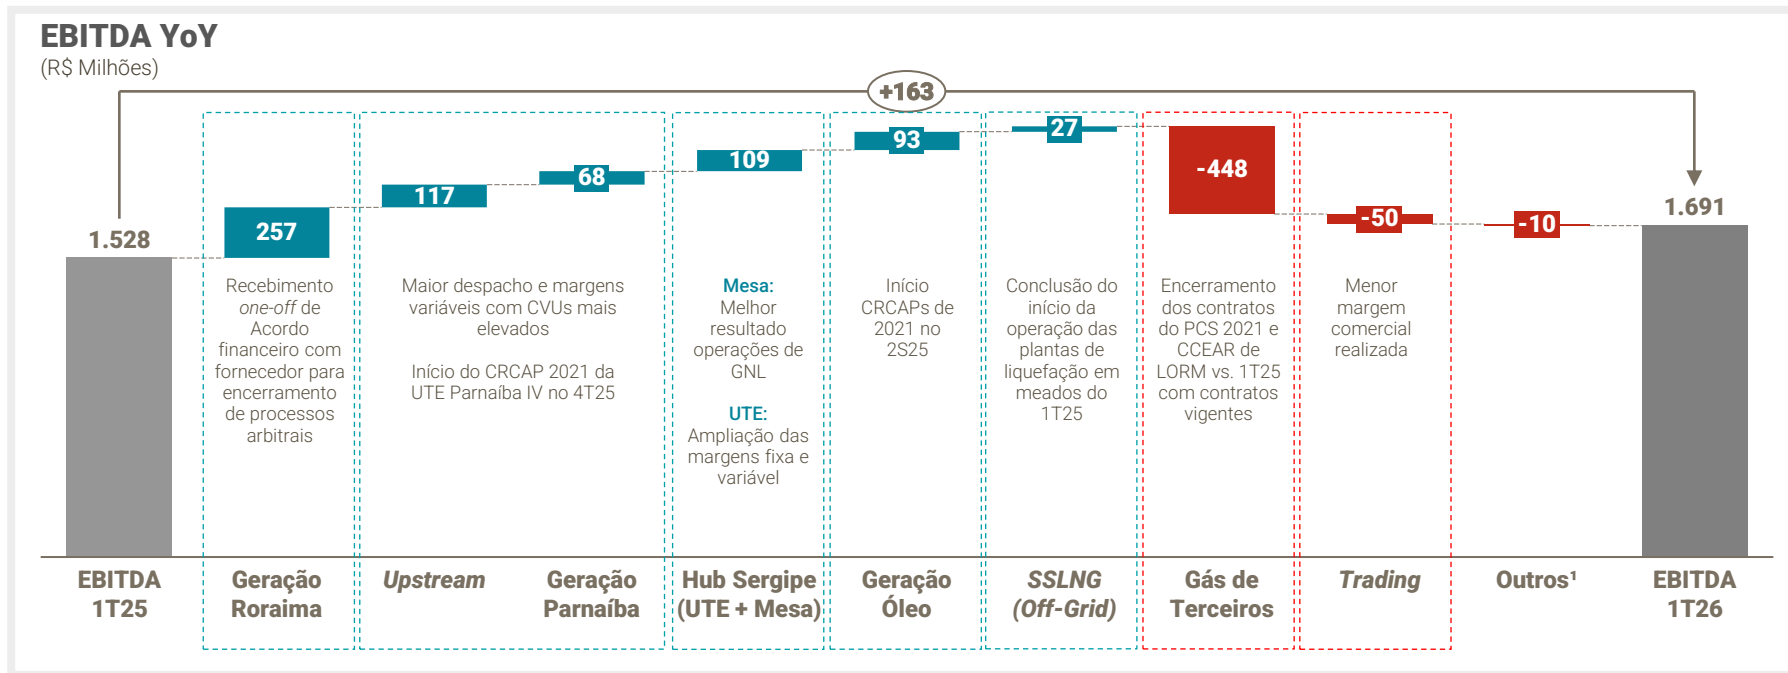 EBITDA YoY
(R$ Milhões)
+163
1.528
257
117
68
109
93
27
-448
-50
-10
1.691
Recebimento
one-off de
Acordo
financeiro com
fornecedor para
encerramento
de processos
arbitrais
Maior despacho e margens
variáveis com CVUs mais
elevados
Início do CRCAP 2021 da
UTE Parnaíba IV no 4T25
Mesa:
Melhor
resultado
operações de
GNL
UTE:
Ampliação das
margens fixa e
variável
Início
CRCAPs de
2021 no
2S25
Conclusão do
início da
operação das
plantas de
liquefação em
meados do
1T25
Encerramento
dos contratos
do PCS 2021 e
CCEAR de
LORM vs. 1T25
com contratos
vigentes
Menor
margem
comercial
realizada
EBITDA
1T25
Geração
Roraima
Upstream
Geração
Parnaíba
Hub Sergipe
(UTE + Mesa)
Geração
Óleo
SSLNG
(Off-Grid)
Gás de
Terceiros
Trading
Outros¹
EBITDA
1T26